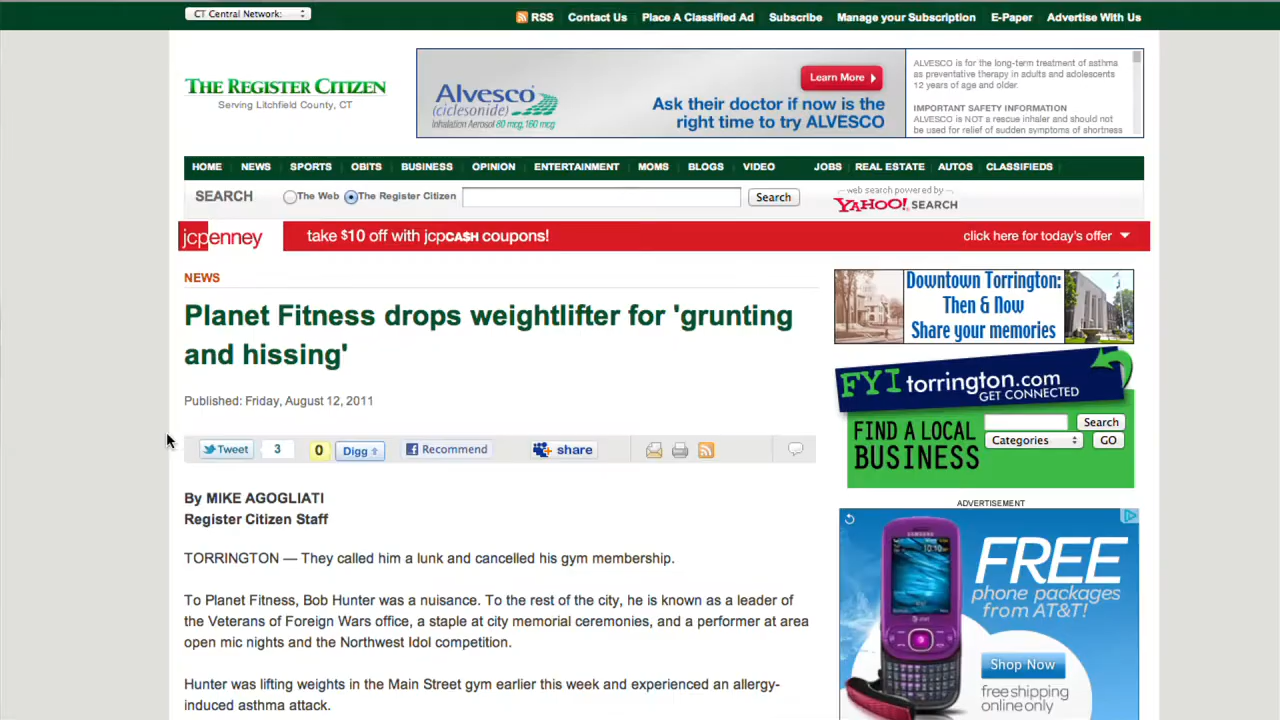 CT Central Network:
RSS Contact Us Place A Classified Ad Subscribe Manage your Subscription E-Paper Advertise With Us
THE REGISTER CITIZEN
Serving Litchfield County, CT
Alvesco
(ciclesonide)
Inhalation Aerosol 80 mcg, 160 mcg
Learn More
Ask their doctor if now is the
right time to try ALVESCO
ALVESCO is for the long-term treatment of asthma
as preventative therapy in adults and adolescents
12 years of age and older.
IMPORTANT SAFETY INFORMATION
ALVESCO is NOT a rescue inhaler and should not
be used for relief of sudden symptoms of shortness
HOME NEWS SPORTS OBITS BUSINESS OPINION ENTERTAINMENT MOMS BLOGS VIDEO JOBS REAL ESTATE AUTOS CLASSIFIEDS
SEARCH The Web The Register Citizen Search
web search powered by
YAHOO! SEARCH
jcpenney take $10 off with jcpCA$H coupons! click here for today's offer
NEWS
Planet Fitness drops weightlifter for 'grunting
and hissing'
Published: Friday, August 12, 2011
Tweet 3 0 Digg Recommend share
By MIKE AGOGLIATI
Register Citizen Staff
TORRINGTON — They called him a lunk and cancelled his gym membership.
To Planet Fitness, Bob Hunter was a nuisance. To the rest of the city, he is known as a leader of
the Veterans of Foreign Wars office, a staple at city memorial ceremonies, and a performer at area
open mic nights and the Northwest Idol competition.
Hunter was lifting weights in the Main Street gym earlier this week and experienced an allergy-
induced asthma attack.
Downtown Torrington:
Then & Now
Share your memories
FYI torrington.com
GET CONNECTED
FIND A LOCAL
BUSINESS
Search
Categories GO
ADVERTISEMENT
SAMSUNG
10:10
at&t
FREE
phone packages
from AT&T!
Shop Now
free shipping
online only